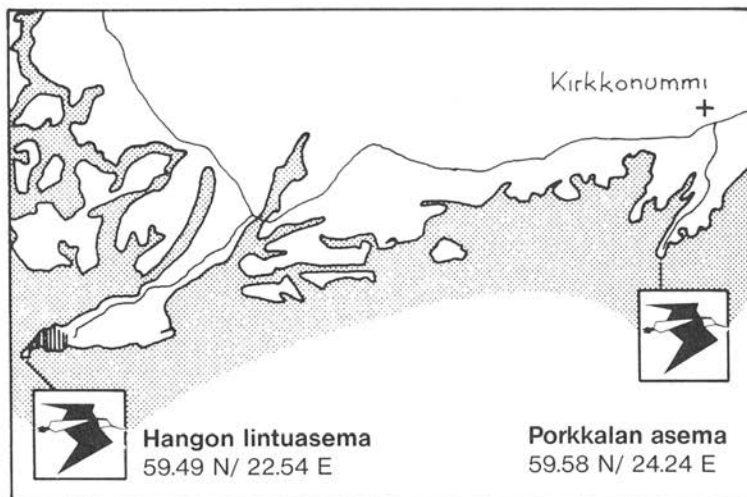 Kirkkonummi
Hangon lintuasema
59.49 N/ 22.54 E
Porkkalan asema
59.58 N/ 24.24 E